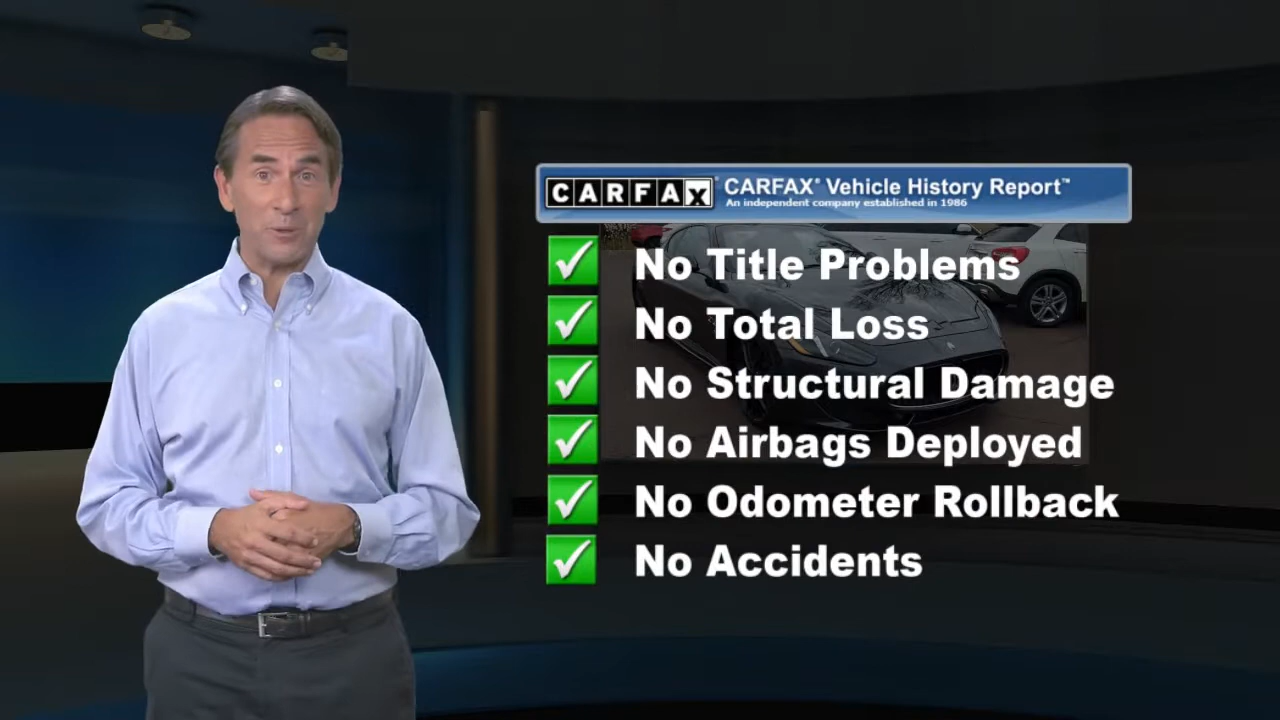 CARFAX® CARFAX® Vehicle History Report™
An independent company established in 1986
No Title Problems
No Total Loss
No Structural Damage
No Airbags Deployed
No Odometer Rollback
No Accidents